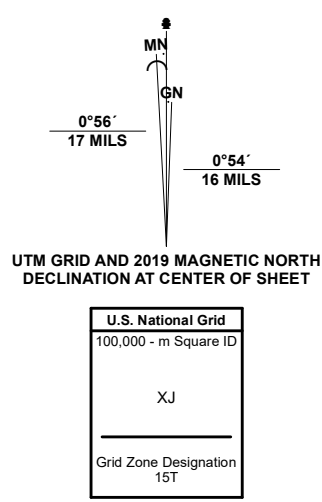 MN
GN
0°56´
17 MILS
0°54´
16 MILS
UTM GRID AND 2019 MAGNETIC NORTH
DECLINATION AT CENTER OF SHEET
U.S. National Grid
100,000 - m Square ID
XJ
Grid Zone Designation
15T